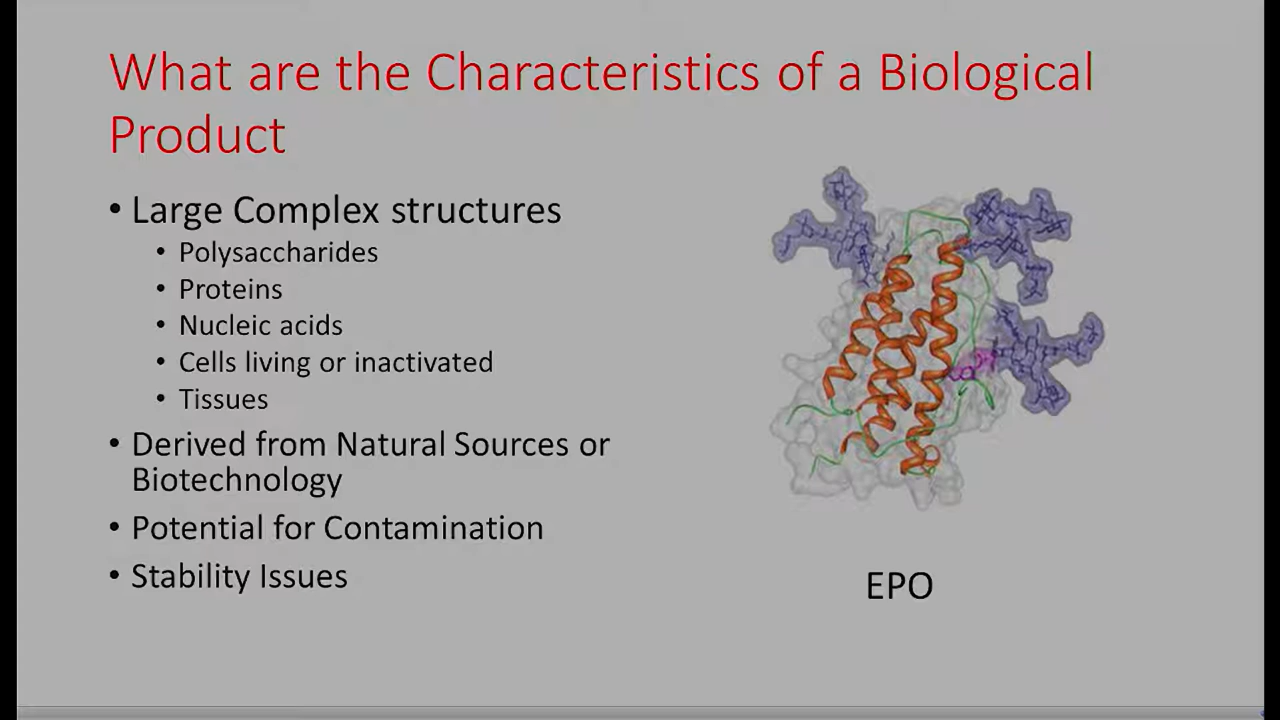 What are the Characteristics of a Biological
Product
• Large Complex structures
• Polysaccharides
• Proteins
• Nucleic acids
• Cells living or inactivated
• Tissues
• Derived from Natural Sources or
Biotechnology
• Potential for Contamination
• Stability Issues
EPO